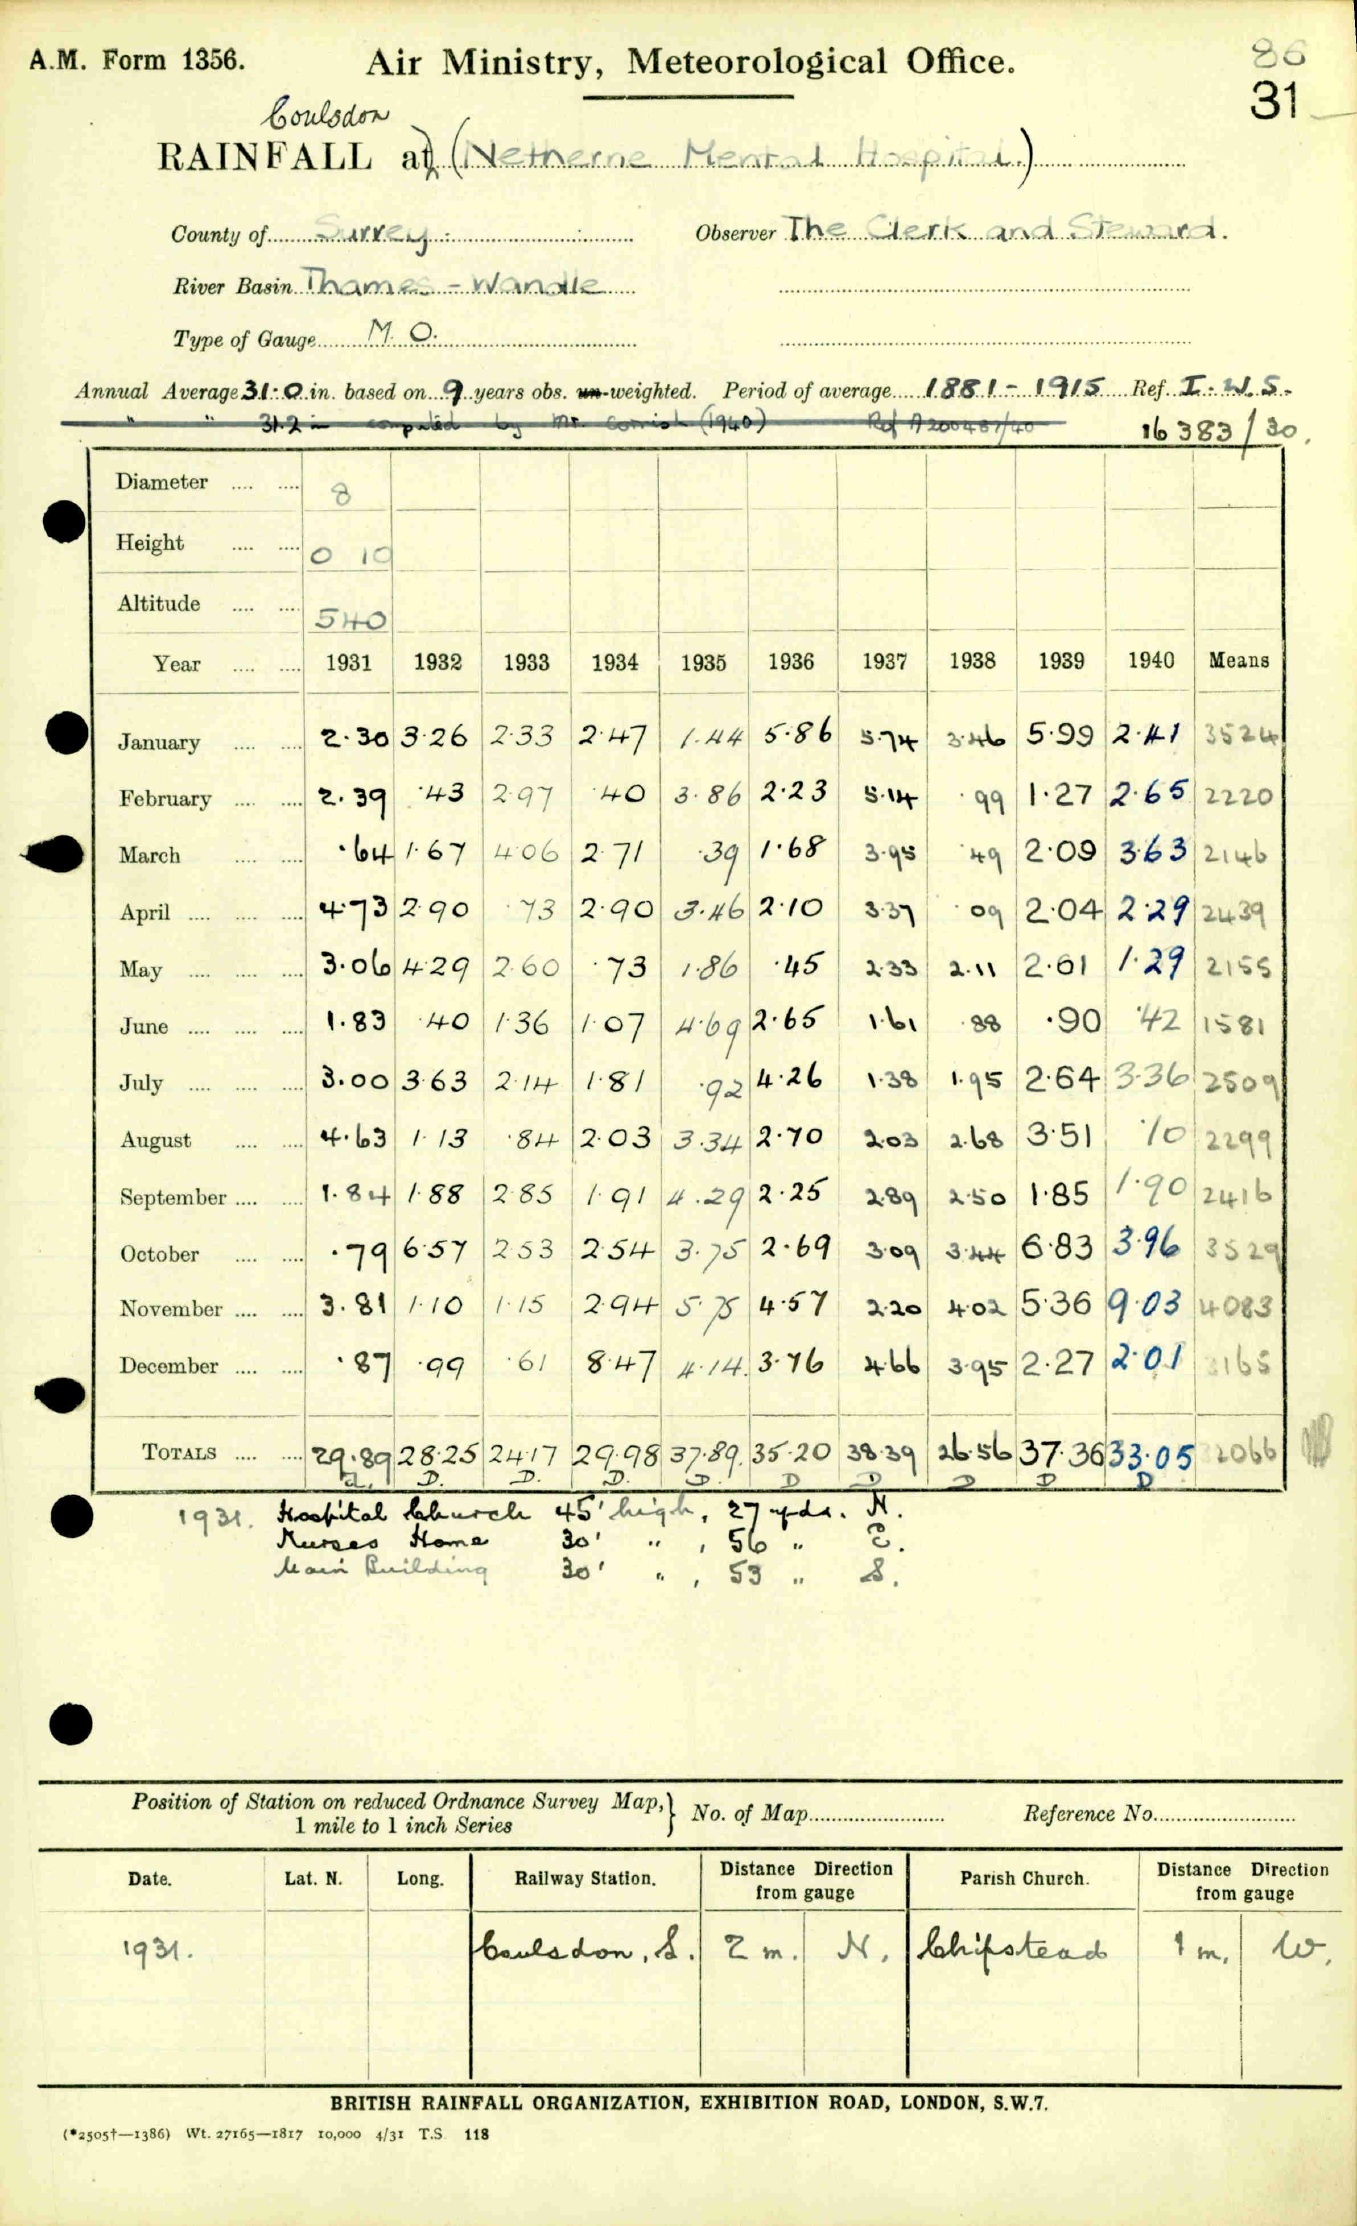 A.M. Form 1356. Air Ministry, Meteorological Office. 86
31
Coulsdon
RAINFALL at (Netherne Mental Hospital.)
County of Surrey. Observer The Clerk and Steward.
River Basin Thames - Wandle
Type of Gauge M.O.
Annual Average 31.0 in. based on 9 years obs. un-weighted. Period of average 1881 - 1915 Ref. I.W.S.
" " 31.2 in computed by Mr. Cornish (1940) Ref A200487/40 16383/30.
Diameter .... .... 8
Height .... .... 0 10
Altitude .... .... 540
Year .... .... 1931 1932 1933 1934 1935 1936 1937 1938 1939 1940 Means
January .... .... 2.30 3.26 2.33 2.47 1.44 5.86 5.74 3.46 5.99 2.41 3524
February .... .... 2.39 .43 2.97 .40 3.86 2.23 5.14 .99 1.27 2.65 2220
March .... .... .64 1.67 4.06 2.71 .39 1.68 3.95 .49 2.09 3.63 2146
April .... .... .... 4.73 2.90 .73 2.90 3.46 2.10 3.37 .09 2.04 2.29 2439
May .... .... .... 3.06 4.29 2.60 .73 1.86 .45 2.33 2.11 2.61 1.29 2155
June .... .... .... 1.83 .40 1.36 1.07 4.69 2.65 1.61 .88 .90 .42 1581
July .... .... .... 3.00 3.63 2.14 1.81 .92 4.26 1.38 1.95 2.64 3.36 2509
August .... .... 4.63 1.13 .84 2.03 3.34 2.70 2.03 2.68 3.51 .10 2299
September .... .... 1.84 1.88 2.85 1.91 4.29 2.25 2.89 2.50 1.85 1.90 2416
October .... .... .79 6.57 2.53 2.54 3.75 2.69 3.09 3.44 6.83 3.96 3529
November .... .... 3.81 1.10 1.15 2.94 5.75 4.57 2.20 4.02 5.36 9.03 4083
December .... .... .87 .99 .61 8.47 4.14 3.76 4.66 3.95 2.27 2.01 3165
TOTALS .... .... 29.89 28.25 24.17 29.98 37.89 35.20 38.39 26.56 37.36 33.05 32066
D. D. D. D. D D D D D
1931. Hospital Church 45' high, 27 yds. N.
Nurses Home 30' " , 56 " E.
Main Building 30' " , 53 " S.
Position of Station on reduced Ordnance Survey Map,} No. of Map Reference No.
1 mile to 1 inch Series
Date. Lat. N. Long. Railway Station. Distance Direction from gauge Parish Church. Distance Direction from gauge
1931. Coulsdon, S. 2 m. N. Chipstead 1 m. W.
BRITISH RAINFALL ORGANIZATION, EXHIBITION ROAD, LONDON, S.W.7.
(*2505†—1386) Wt. 27165—1817 10,000 4/31 T.S. 118